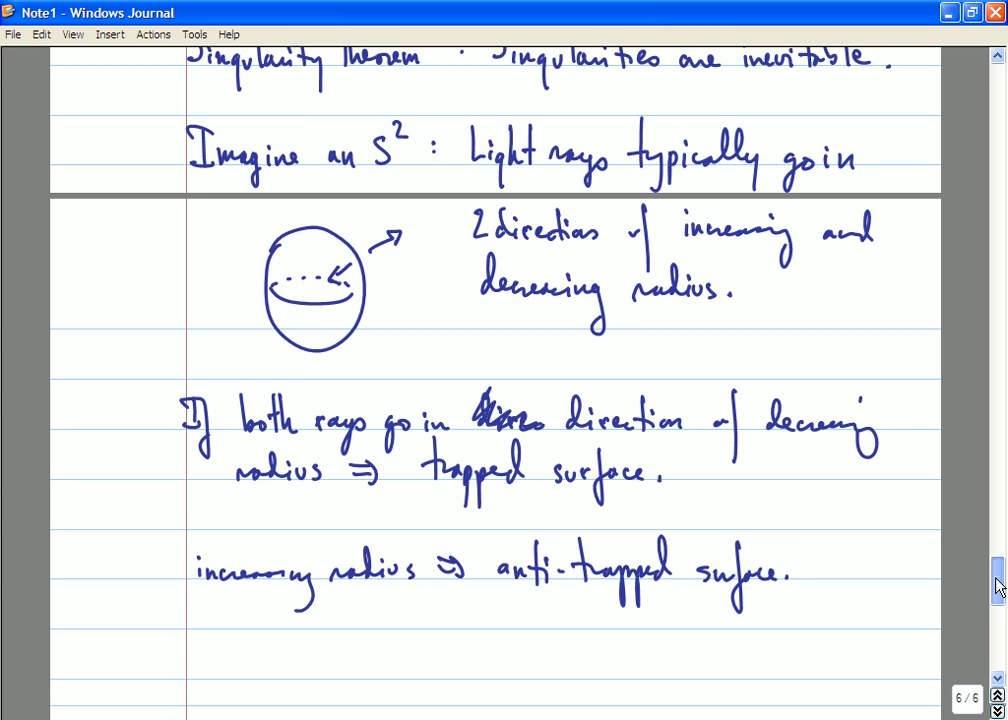 Note1 - Windows Journal
File Edit View Insert Actions Tools Help
Singularity Theorem : Singularities are inevitable.
Imagine an S² : Light rays typically go in
2 directions of increasing and
decreasing radius.
If both rays go in direction of decreasing
radius ⇒ trapped surface.
increasing radius ⇒ anti-trapped surface.
6/6